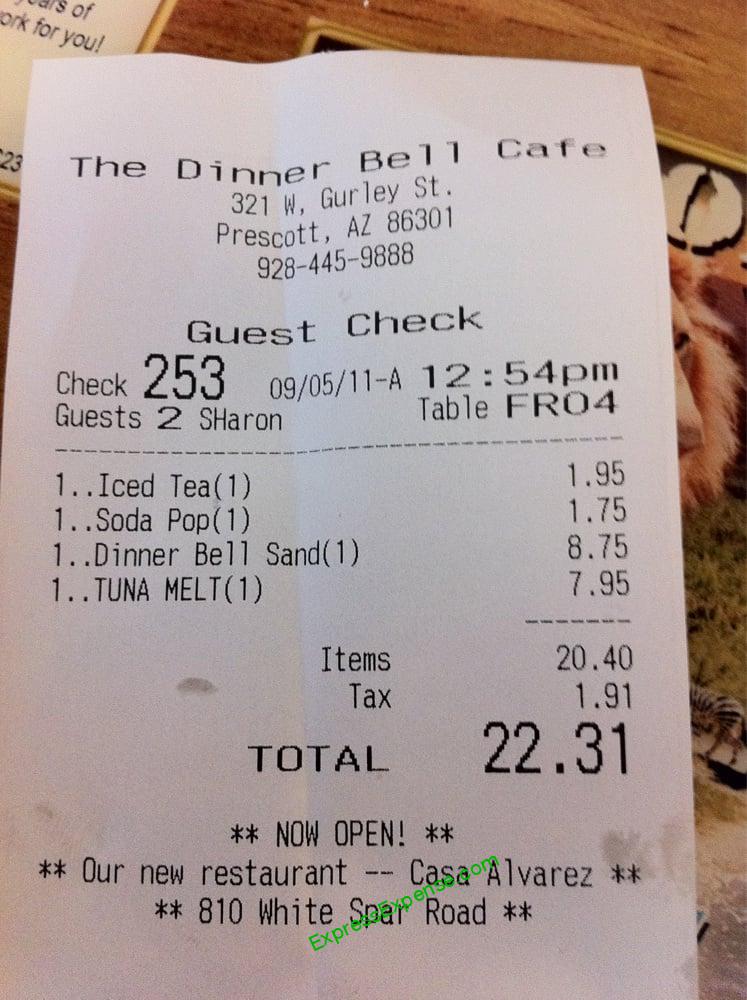 years of
work for you!
23
The Dinner Bell Cafe
321 W, Gurley St.
Prescott, AZ 86301
928-445-9888
Guest Check
Check 253 09/05/11-A 12:54pm
Guests 2 SHaron Table FR04
1..Iced Tea(1) 1.95
1..Soda Pop(1) 1.75
1..Dinner Bell Sand(1) 8.75
1..TUNA MELT(1) 7.95
Items 20.40
Tax 1.91
TOTAL 22.31
** NOW OPEN! **
** Our new restaurant -- Casa Alvarez **
** 810 White Spar Road **
ExpressExpense.com